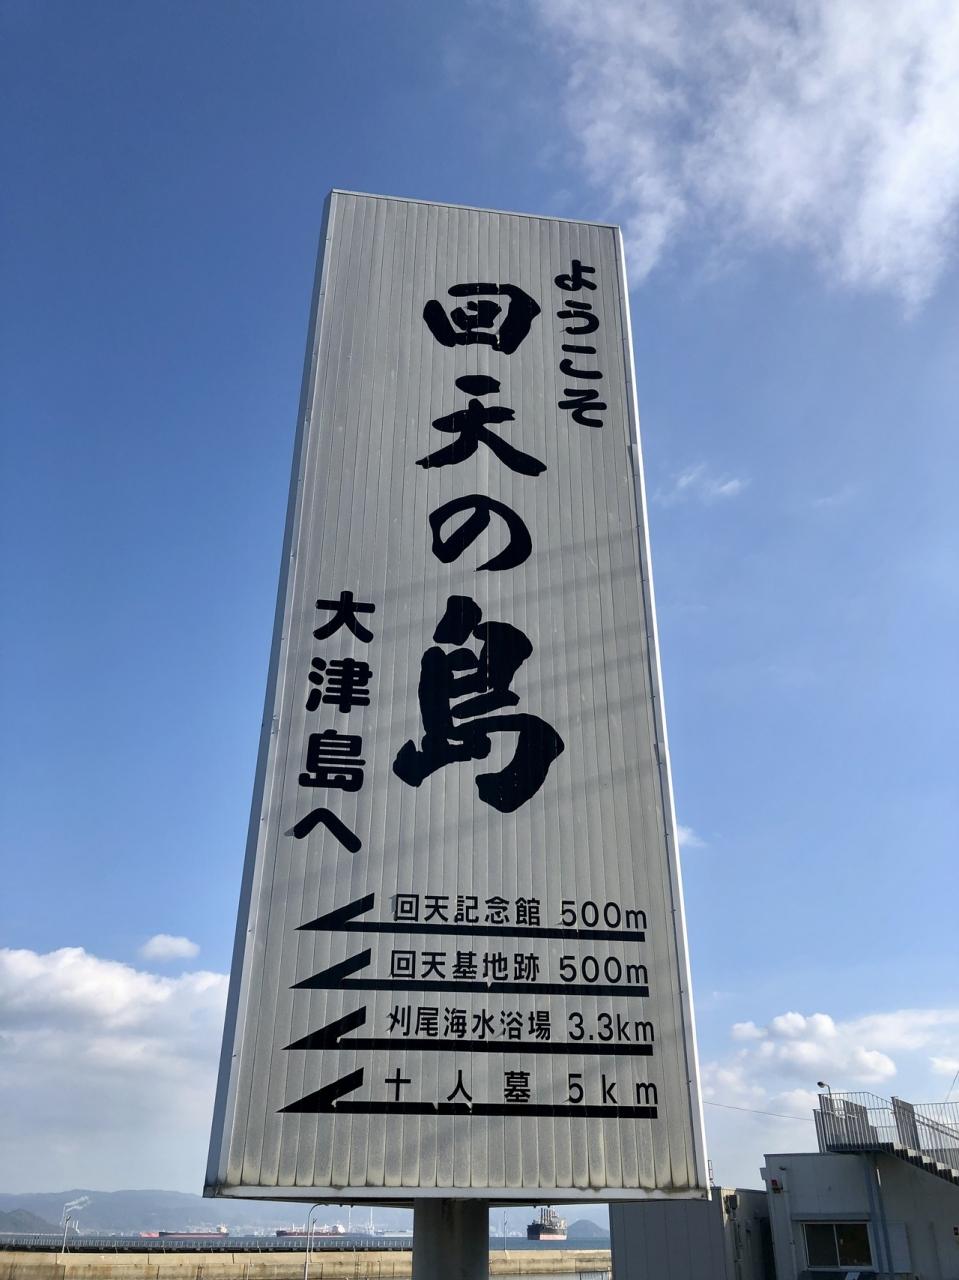 ようこそ
回天の島
大津島へ
回天記念館 500m
回天基地跡 500m
刈尾海水浴場 3.3km
十人墓 5km